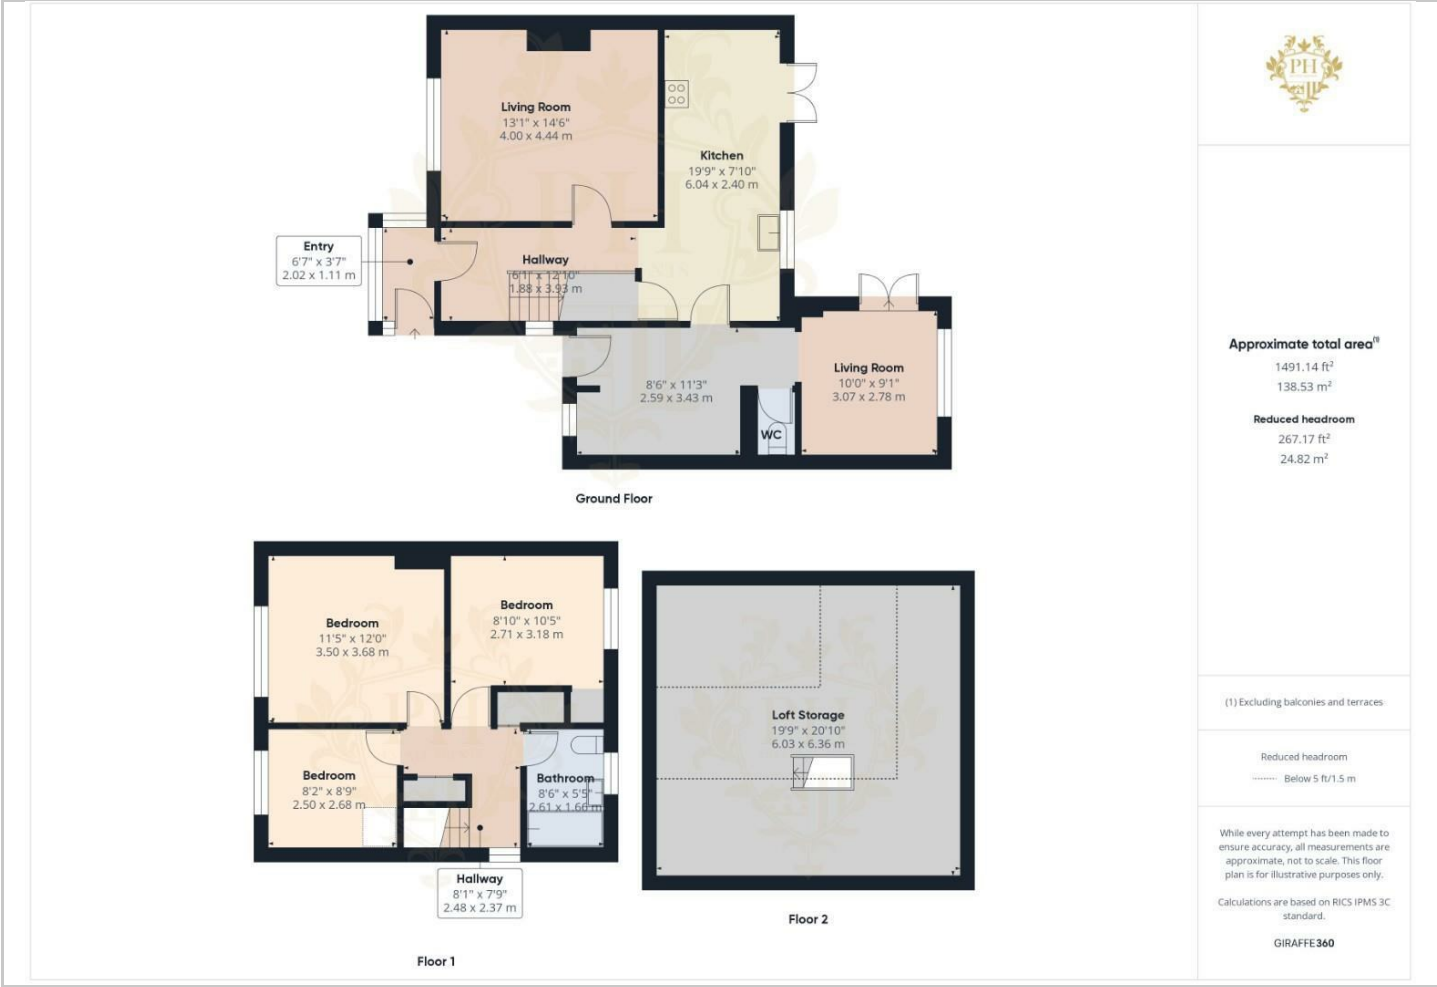 Living Room
13'1" x 14'6"
4.00 x 4.44 m
Kitchen
19'9" x 7'10"
6.04 x 2.40 m
Entry
6'7" x 3'7"
2.02 x 1.11 m
Hallway
6'1" x 12'10"
1.88 x 3.93 m
8'6" x 11'3"
2.59 x 3.43 m
WC
Living Room
10'0" x 9'1"
3.07 x 2.78 m
Ground Floor
Bedroom
11'5" x 12'0"
3.50 x 3.68 m
Bedroom
8'10" x 10'5"
2.71 x 3.18 m
Bedroom
8'2" x 8'9"
2.50 x 2.68 m
Bathroom
8'6" x 5'5"
2.61 x 1.66 m
Hallway
8'1" x 7'9"
2.48 x 2.37 m
Floor 1
Loft Storage
19'9" x 20'10"
6.03 x 6.36 m
Floor 2
PH
Approximate total area⁽¹⁾
1491.14 ft²
138.53 m²
Reduced headroom
267.17 ft²
24.82 m²
(1) Excluding balconies and terraces
Reduced headroom
Below 5 ft/1.5 m
While every attempt has been made to
ensure accuracy, all measurements are
approximate, not to scale. This floor
plan is for illustrative purposes only.
Calculations are based on RICS IPMS 3C
standard.
GIRAFFE360